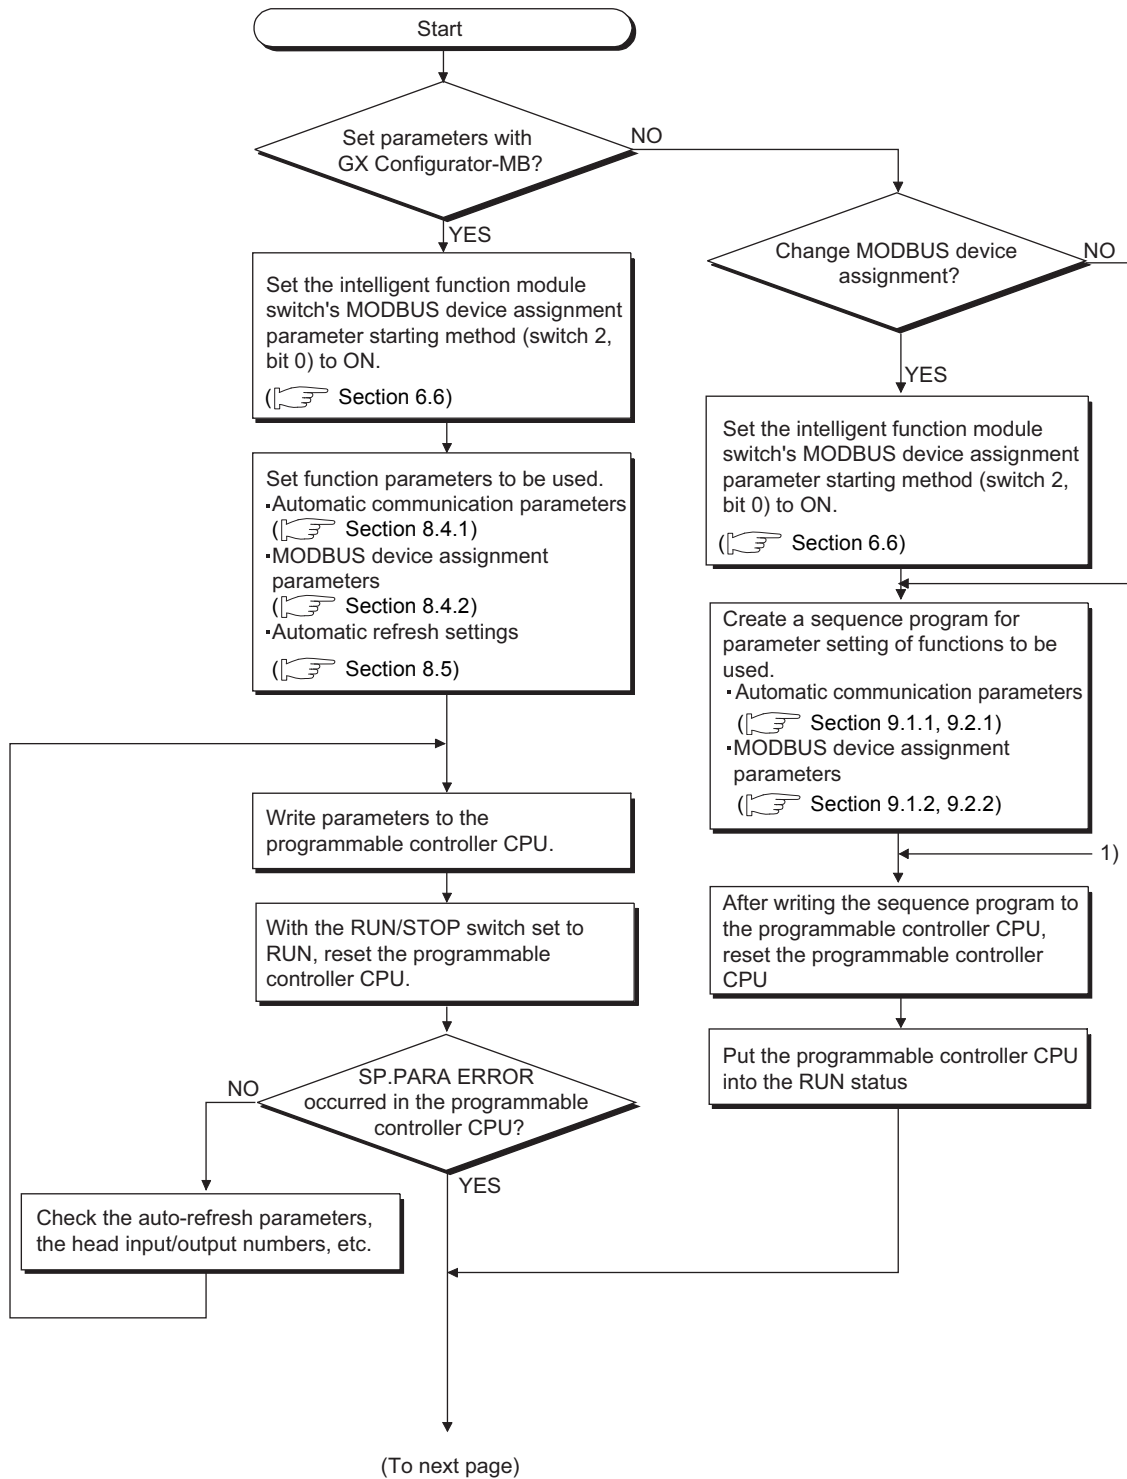 Start
Set parameters with
GX Configurator-MB?
NO
YES
Set the intelligent function module
switch's MODBUS device assignment
parameter starting method (switch 2,
bit 0) to ON.
( Section 6.6)
Set function parameters to be used.
▪Automatic communication parameters
( Section 8.4.1)
▪MODBUS device assignment
parameters
( Section 8.4.2)
▪Automatic refresh settings
( Section 8.5)
Write parameters to the
programmable controller CPU.
With the RUN/STOP switch set to
RUN, reset the programmable
controller CPU.
SP.PARA ERROR
occurred in the programmable
controller CPU?
NO
YES
Check the auto-refresh parameters,
the head input/output numbers, etc.
Change MODBUS device
assignment?
NO
YES
Set the intelligent function module
switch's MODBUS device assignment
parameter starting method (switch 2,
bit 0) to ON.
( Section 6.6)
Create a sequence program for
parameter setting of functions to be
used.
▪Automatic communication parameters
( Section 9.1.1, 9.2.1)
▪MODBUS device assignment
parameters
( Section 9.1.2, 9.2.2)
1)
After writing the sequence program to
the programmable controller CPU,
reset the programmable controller
CPU
Put the programmable controller CPU
into the RUN status
(To next page)